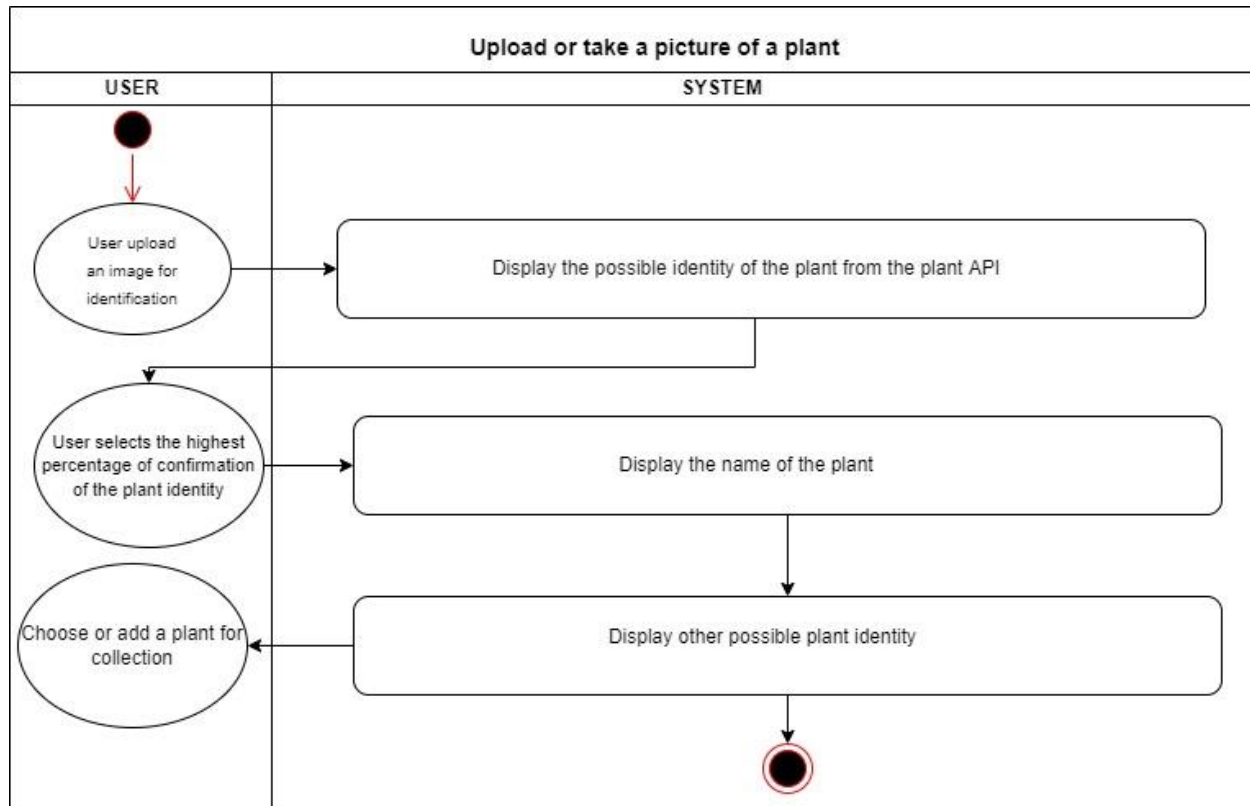 Upload or take a picture of a plant
USER
SYSTEM
User upload
an image for
identification
Display the possible identity of the plant from the plant API
User selects the highest
percentage of confirmation
of the plant identity
Display the name of the plant
Choose or add a plant for
collection
Display other possible plant identity